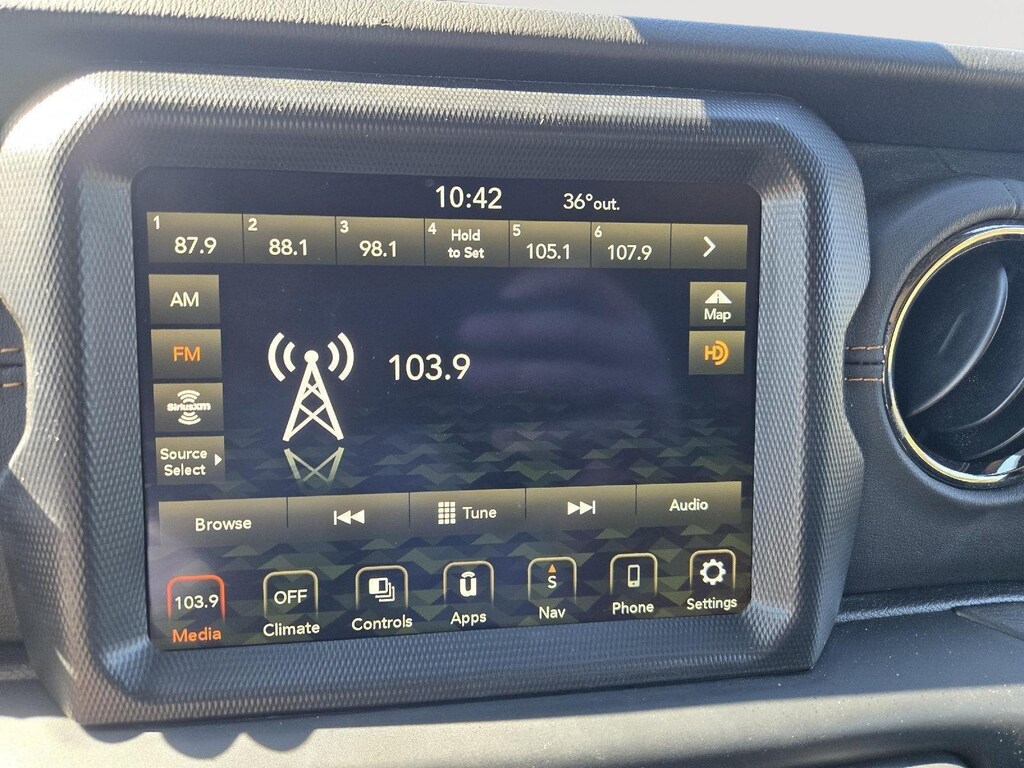 10:42 36°out.
1 87.9 2 88.1 3 98.1 4 Hold to Set 5 105.1 6 107.9
AM
Map
FM
HD
103.9
SiriusXM
Source
Select
Browse Tune Audio
103.9 OFF S
Media Climate Controls Apps Nav Phone Settings